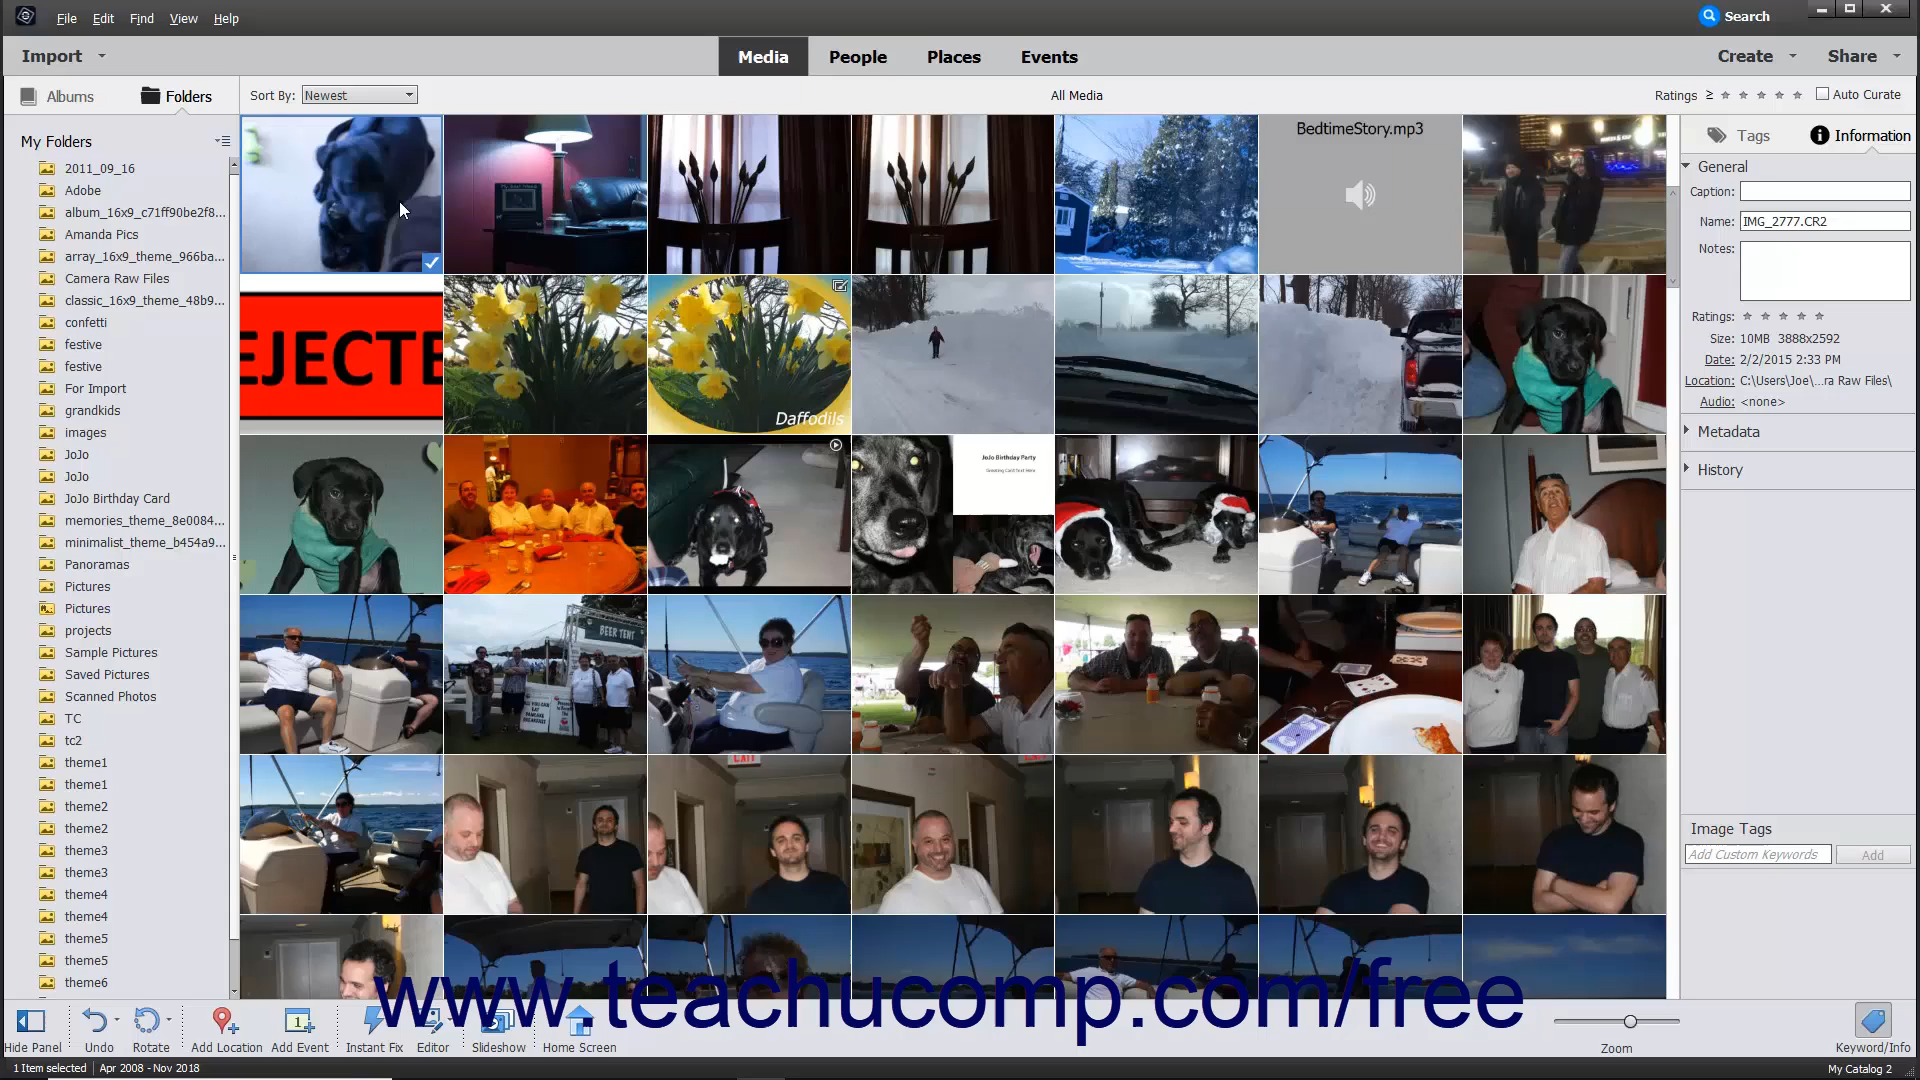 File Edit Find View Help
Search
Import
Media People Places Events
Create Share
Albums Folders
Sort By: Newest
All Media
Ratings ≥ Auto Curate
My Folders
2011_09_16
Adobe
album_16x9_c71ff90be2f8...
Amanda Pics
array_16x9_theme_966ba...
Camera Raw Files
classic_16x9_theme_48b9...
confetti
festive
festive
For Import
grandkids
images
JoJo
JoJo
JoJo Birthday Card
memories_theme_8e0084...
minimalist_theme_b454a9...
Panoramas
Pictures
Pictures
projects
Sample Pictures
Saved Pictures
Scanned Photos
TC
tc2
theme1
theme1
theme2
theme2
theme3
theme3
theme4
theme4
theme5
theme5
theme6
BedtimeStory.mp3
EJECTE
Daffodils
JoJo Birthday Party
BEER TENT
EXIT
Tags Information
General
Caption:
Name: IMG_2777.CR2
Notes:
Ratings:
Size: 10MB 3888x2592
Date: 2/2/2015 2:33 PM
Location: C:\Users\Joe\...ra Raw Files\
Audio: <none>
Metadata
History
Image Tags
Add Custom Keywords Add
www.teachucomp.com/free
Hide Panel Undo Rotate Add Location Add Event Instant Fix Editor Slideshow Home Screen
Zoom
Keyword/Info
1 Item selected Apr 2008 - Nov 2018
My Catalog 2